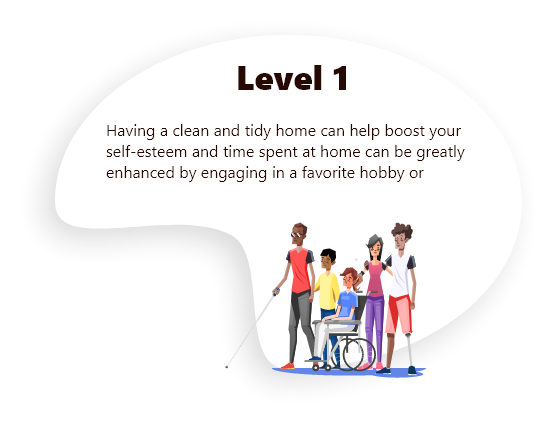 Level 1
Having a clean and tidy home can help boost your
self-esteem and time spent at home can be greatly
enhanced by engaging in a favorite hobby or